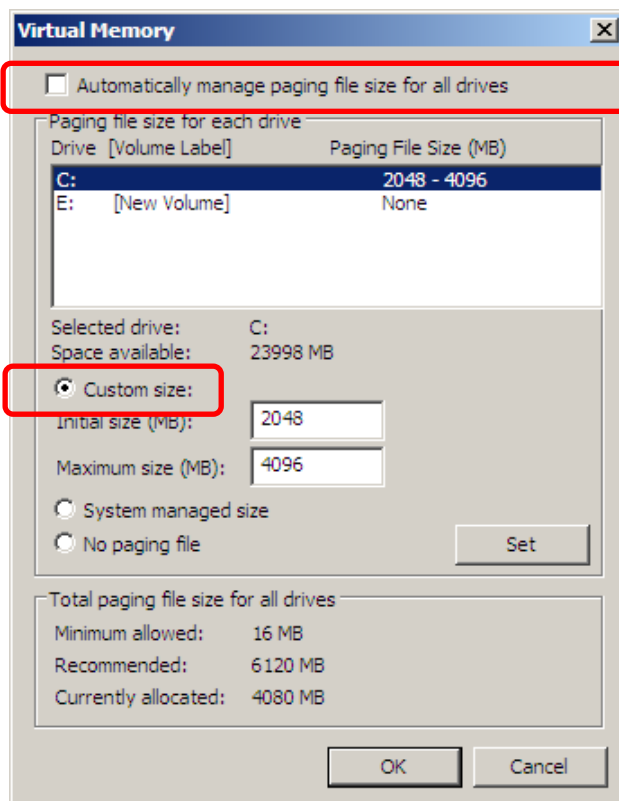 Virtual Memory
Automatically manage paging file size for all drives
Paging file size for each drive
Drive [Volume Label] Paging File Size (MB)
C: 2048 - 4096
E: [New Volume] None
Selected drive: C:
Space available: 23998 MB
Custom size:
Initial size (MB): 2048
Maximum size (MB): 4096
System managed size
No paging file Set
Total paging file size for all drives
Minimum allowed: 16 MB
Recommended: 6120 MB
Currently allocated: 4080 MB
OK Cancel